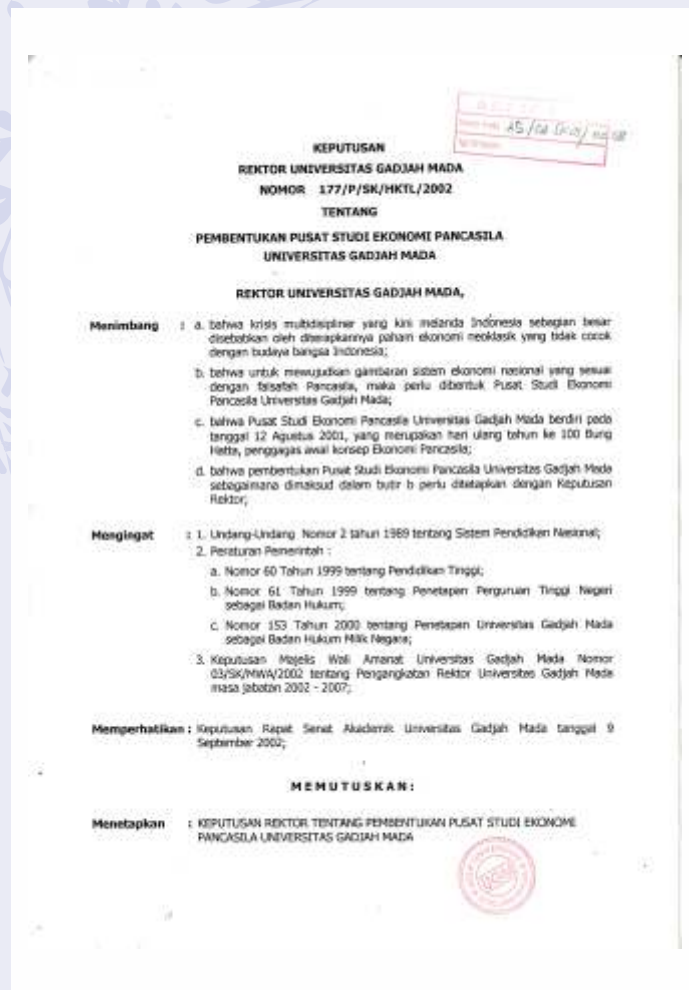 KEPUTUSAN
REKTOR UNIVERSITAS GADJAH MADA
NOMOR 177/P/SK/HKTL/2002
TENTANG
PEMBENTUKAN PUSAT STUDI EKONOMI PANCASILA
UNIVERSITAS GADJAH MADA
REKTOR UNIVERSITAS GADJAH MADA,
Menimbang : a. bahwa krisis multidisipliner yang kini melanda Indonesia sebagian besar
disebabkan oleh diterapkannya paham ekonomi neoklasik yang tidak cocok
dengan budaya bangsa Indonesia;
b. bahwa untuk mewujudkan gambaran sistem ekonomi nasional yang sesuai
dengan falsafah Pancasila, maka perlu dibentuk Pusat Studi Ekonomi
Pancasila Universitas Gadjah Mada;
c. bahwa Pusat Studi Ekonomi Pancasila Universitas Gadjah Mada berdiri pada
tanggal 12 Agustus 2001, yang merupakan hari ulang tahun ke 100 Bung
Hatta, penggagas awal konsep Ekonomi Pancasila;
d. bahwa pembentukan Pusat Studi Ekonomi Pancasila Universitas Gadjah Mada
sebagaimana dimaksud dalam butir b perlu ditetapkan dengan Keputusan
Rektor;
Mengingat : 1. Undang-Undang Nomor 2 tahun 1989 tentang Sistem Pendidikan Nasional;
2. Peraturan Pemerintah :
a. Nomor 60 Tahun 1999 tentang Pendidikan Tinggi;
b. Nomor 61 Tahun 1999 tentang Penetapan Perguruan Tinggi Negeri
sebagai Badan Hukum;
c. Nomor 153 Tahun 2000 tentang Penetapan Universitas Gadjah Mada
sebagai Badan Hukum Milik Negara;
3. Keputusan Majelis Wali Amanat Universitas Gadjah Mada Nomor
03/SK/MWA/2002 tentang Pengangkatan Rektor Universitas Gadjah Mada
masa jabatan 2002 - 2007;
Memperhatikan : Keputusan Rapat Senat Akademik Universitas Gadjah Mada tanggal 9
September 2002;
MEMUTUSKAN:
Menetapkan : KEPUTUSAN REKTOR TENTANG PEMBENTUKAN PUSAT STUDI EKONOMI
PANCASILA UNIVERSITAS GADJAH MADA